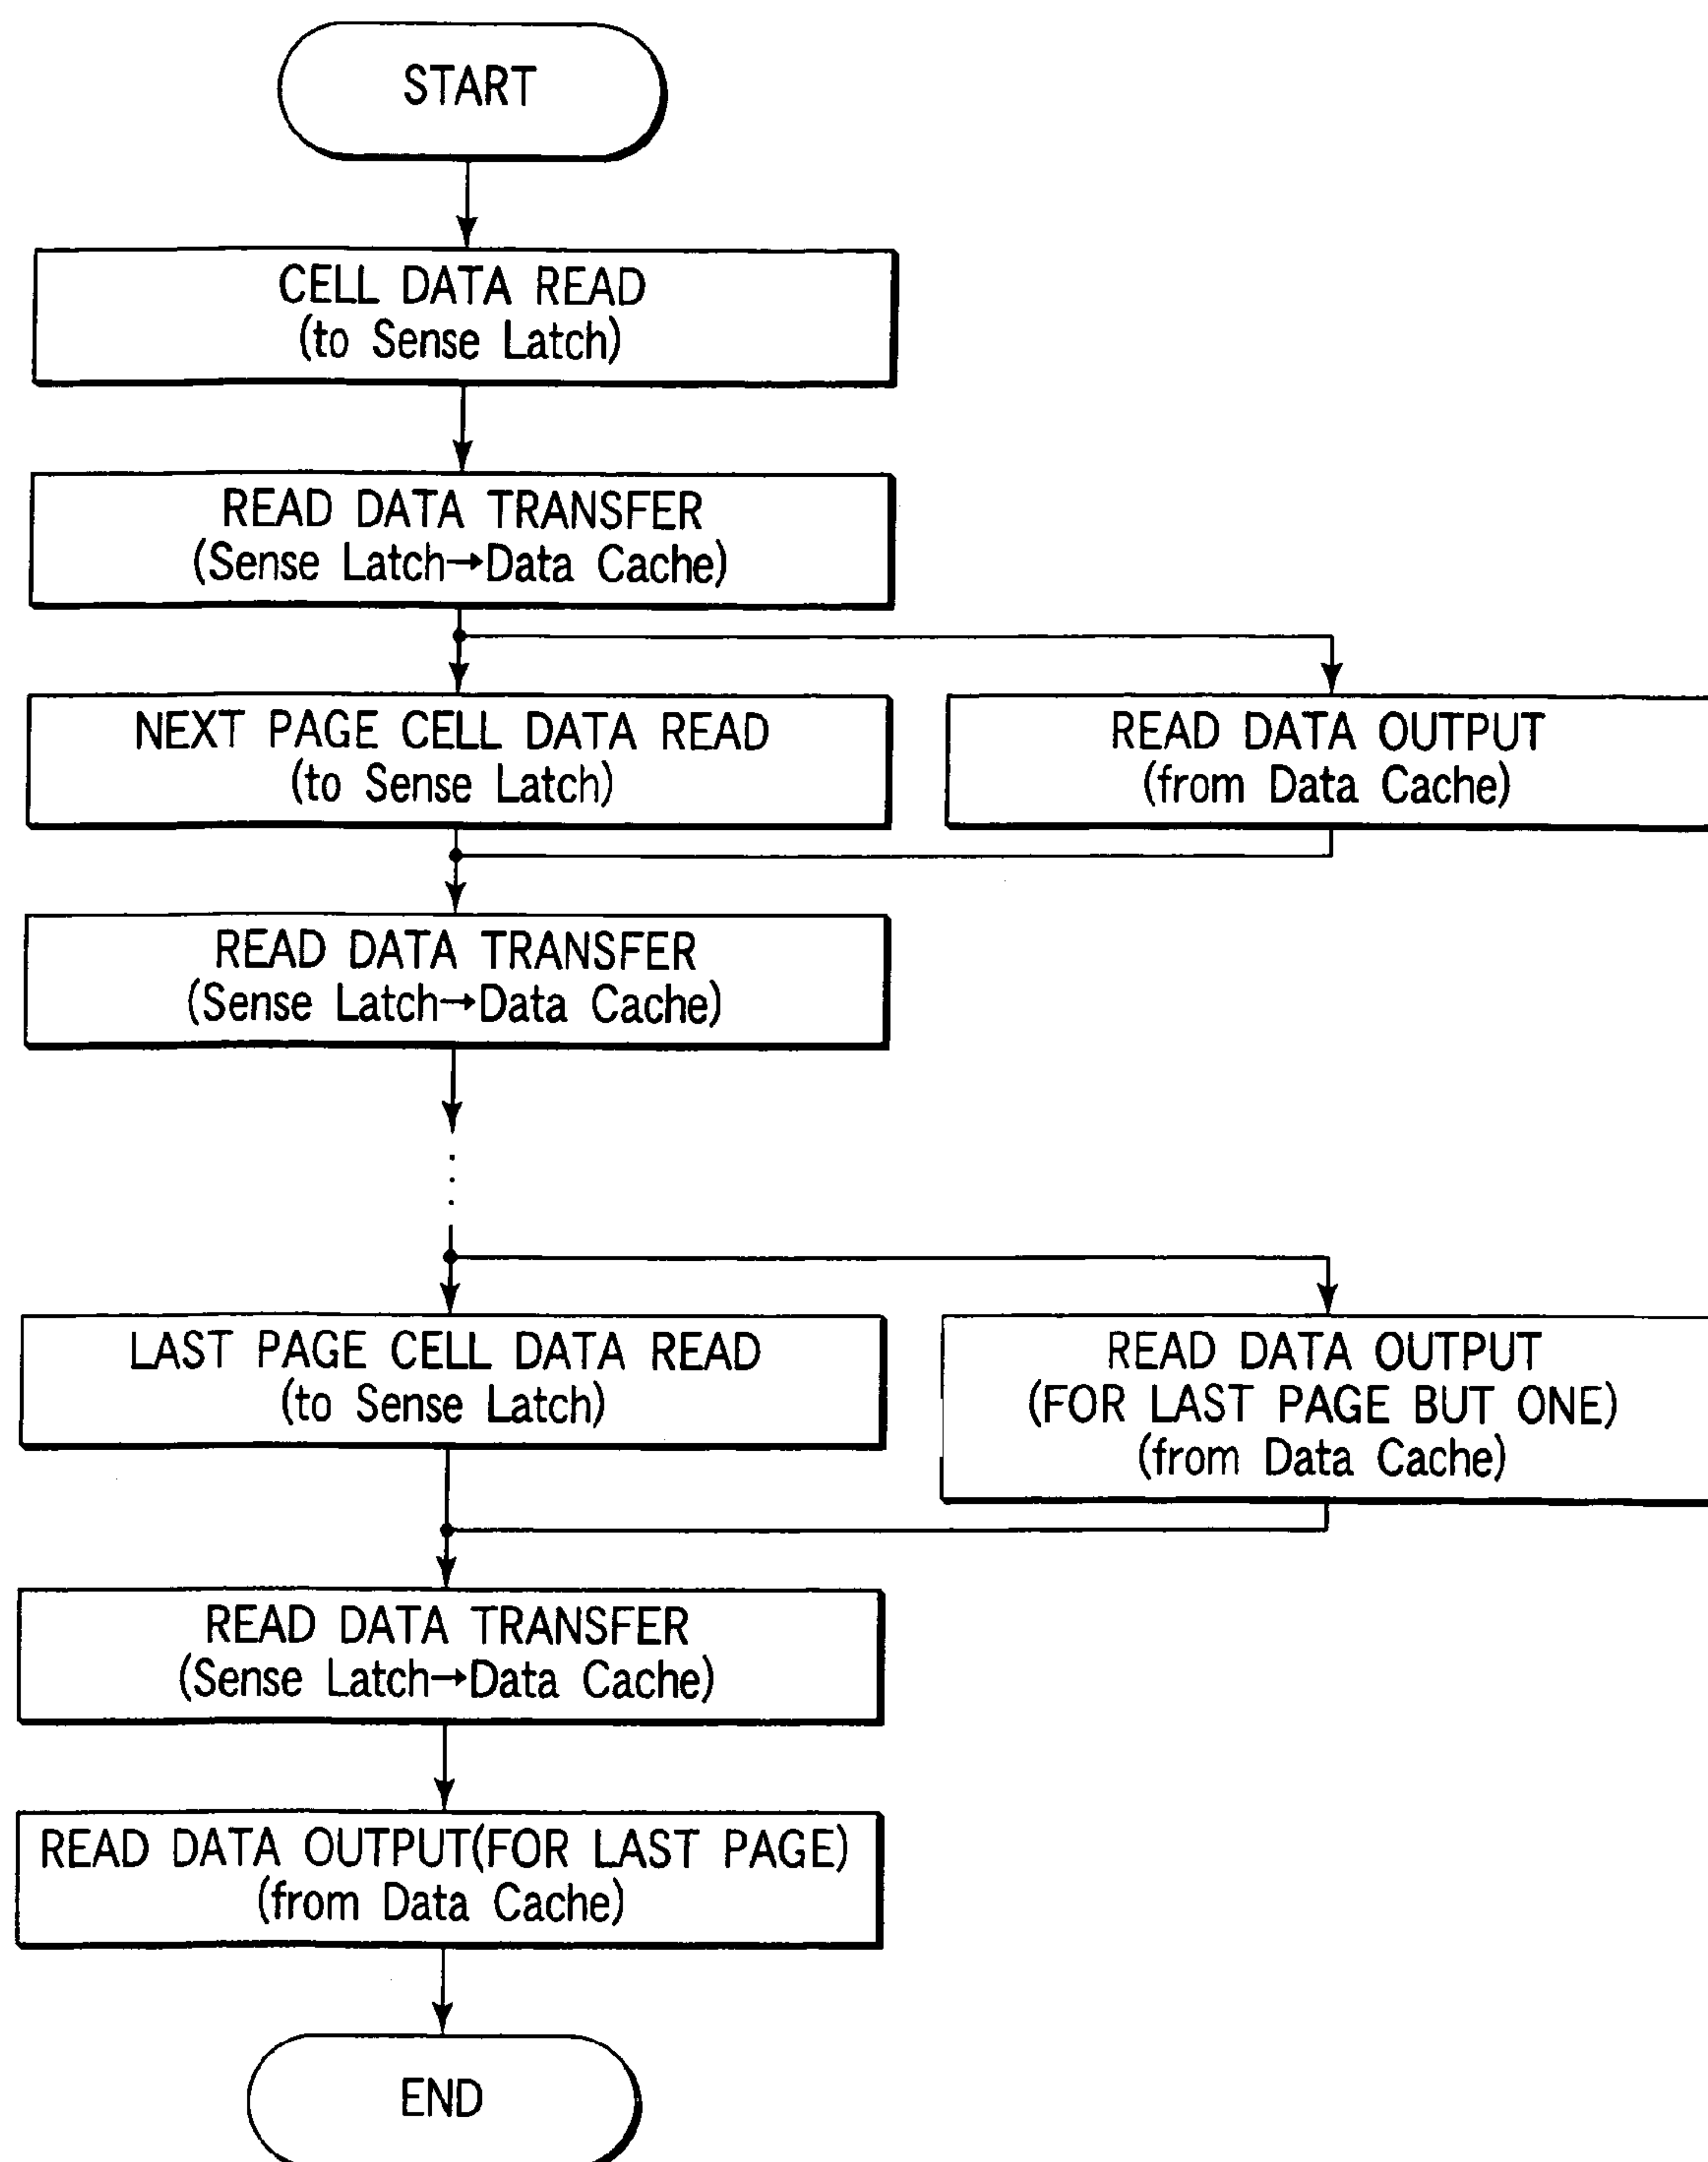 START
CELL DATA READ
(to Sense Latch)
READ DATA TRANSFER
(Sense Latch→Data Cache)
NEXT PAGE CELL DATA READ
(to Sense Latch)
READ DATA OUTPUT
(from Data Cache)
READ DATA TRANSFER
(Sense Latch→Data Cache)
LAST PAGE CELL DATA READ
(to Sense Latch)
READ DATA OUTPUT
(FOR LAST PAGE BUT ONE)
(from Data Cache)
READ DATA TRANSFER
(Sense Latch→Data Cache)
READ DATA OUTPUT(FOR LAST PAGE)
(from Data Cache)
END